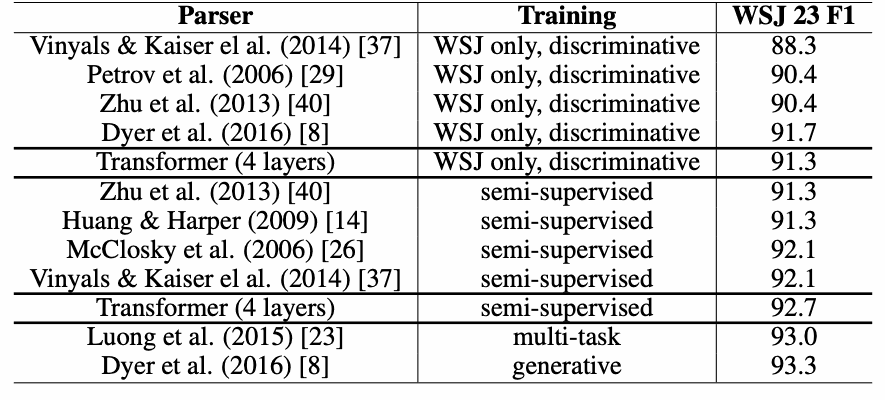 Parser Training WSJ 23 F1
Vinyals & Kaiser el al. (2014) [37] WSJ only, discriminative 88.3
Petrov et al. (2006) [29] WSJ only, discriminative 90.4
Zhu et al. (2013) [40] WSJ only, discriminative 90.4
Dyer et al. (2016) [8] WSJ only, discriminative 91.7
Transformer (4 layers) WSJ only, discriminative 91.3
Zhu et al. (2013) [40] semi-supervised 91.3
Huang & Harper (2009) [14] semi-supervised 91.3
McClosky et al. (2006) [26] semi-supervised 92.1
Vinyals & Kaiser el al. (2014) [37] semi-supervised 92.1
Transformer (4 layers) semi-supervised 92.7
Luong et al. (2015) [23] multi-task 93.0
Dyer et al. (2016) [8] generative 93.3